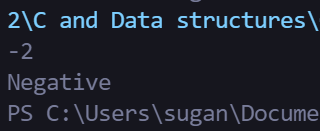 2\C and Data structures\
-2
Negative
PS C:\Users\sugan\Docume